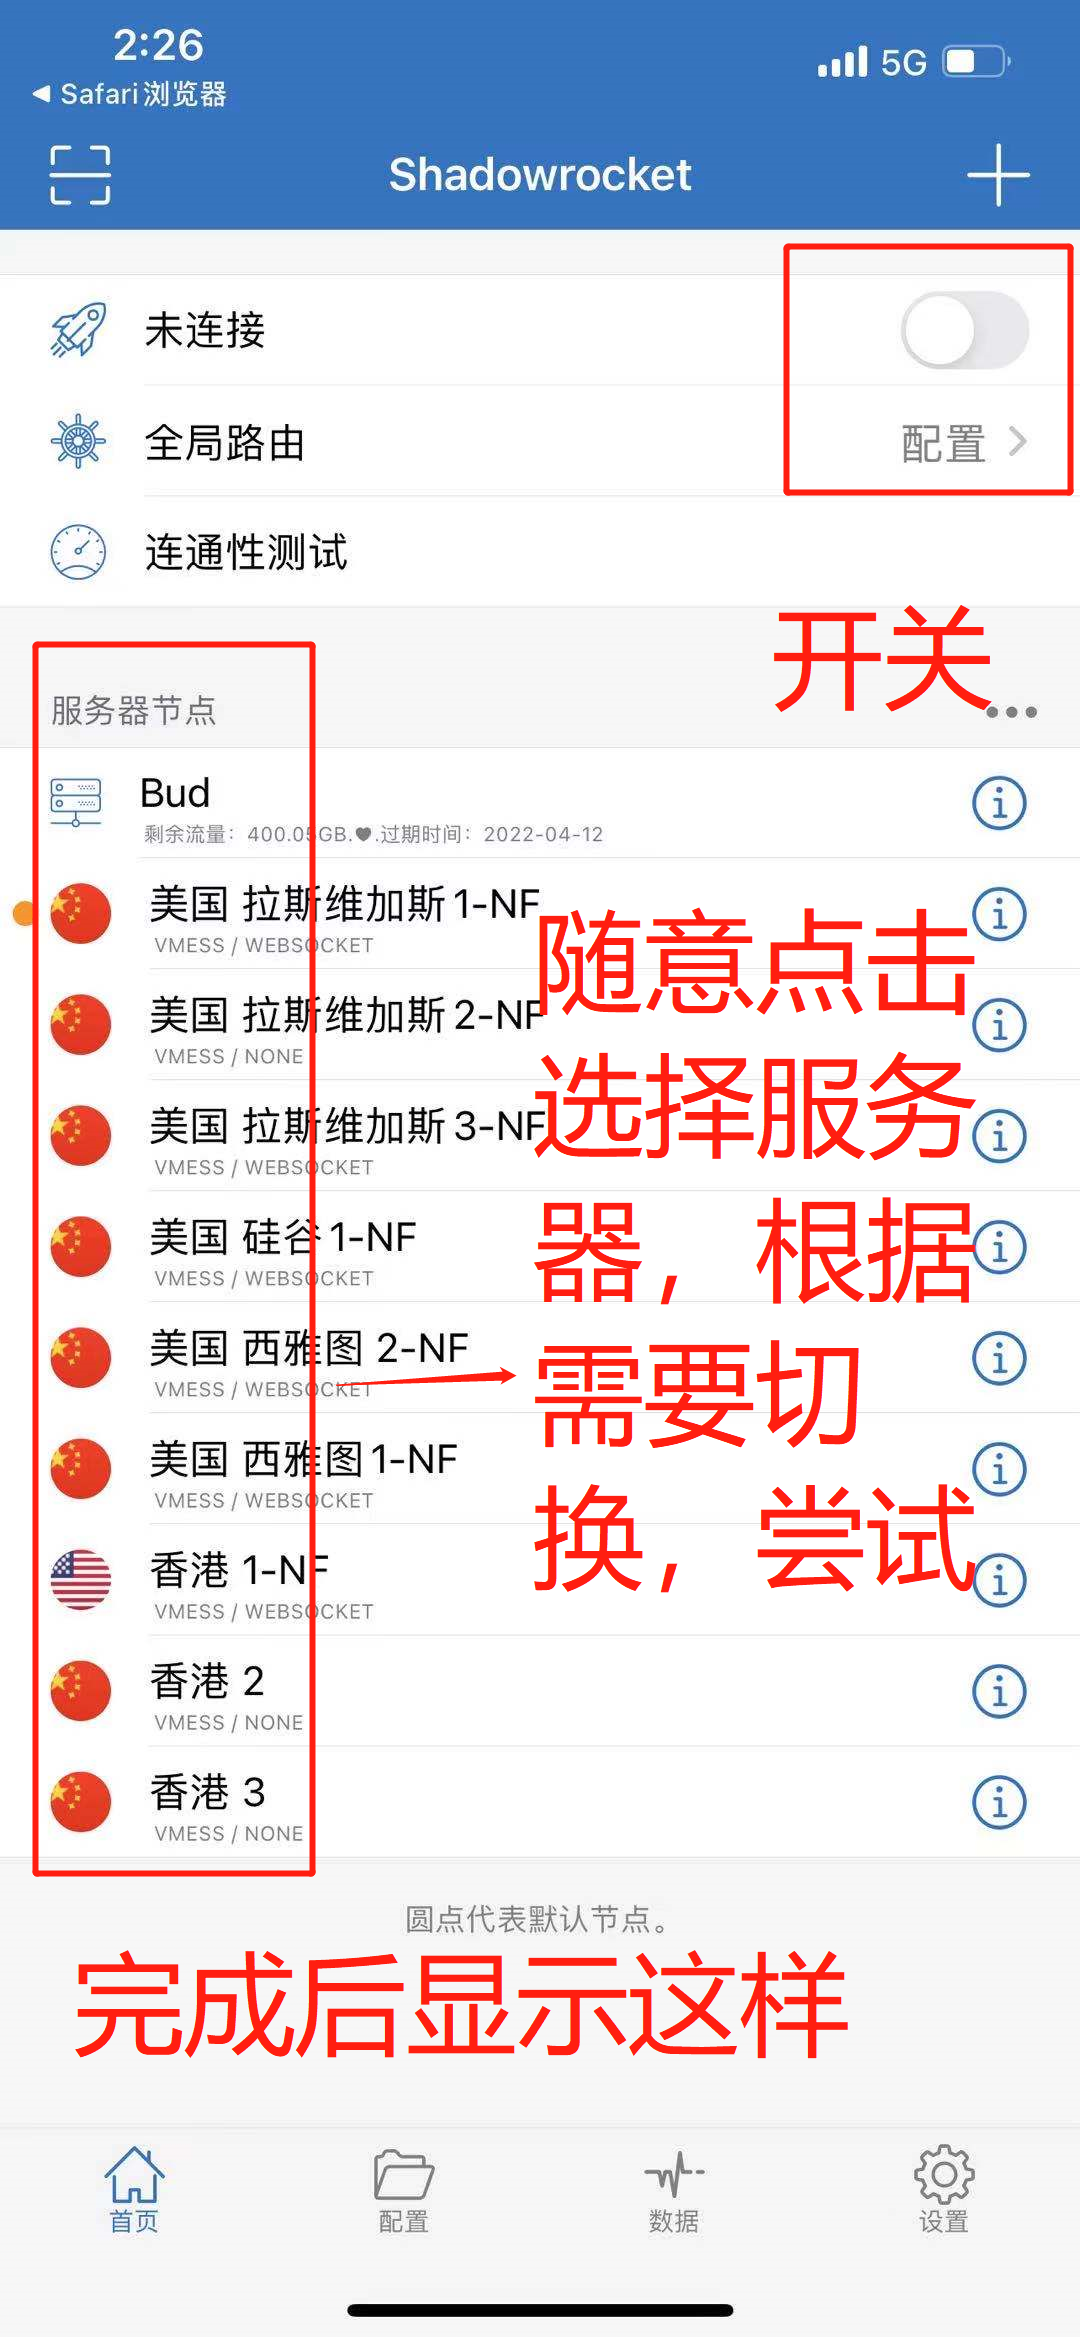 2:26
5G
Safari浏览器
Shadowrocket
未连接
全局路由
配置
连通性测试
开关
服务器节点
Bud
剩余流量：400.05GB.♥.过期时间：2022-04-12
美国 拉斯维加斯1-NF
VMESS / WEBSOCKET
美国 拉斯维加斯2-NF
VMESS / NONE
美国 拉斯维加斯3-NF
VMESS / WEBSOCKET
美国 硅谷1-NF
VMESS / WEBSOCKET
美国 西雅图 2-NF
VMESS / WEBSOCKET
美国 西雅图1-NF
VMESS / WEBSOCKET
香港 1-NF
VMESS / WEBSOCKET
香港 2
VMESS / NONE
香港 3
VMESS / NONE
随意点击
选择服务
器，根据
需要切
换，尝试
圆点代表默认节点。
完成后显示这样
首页
配置
数据
设置